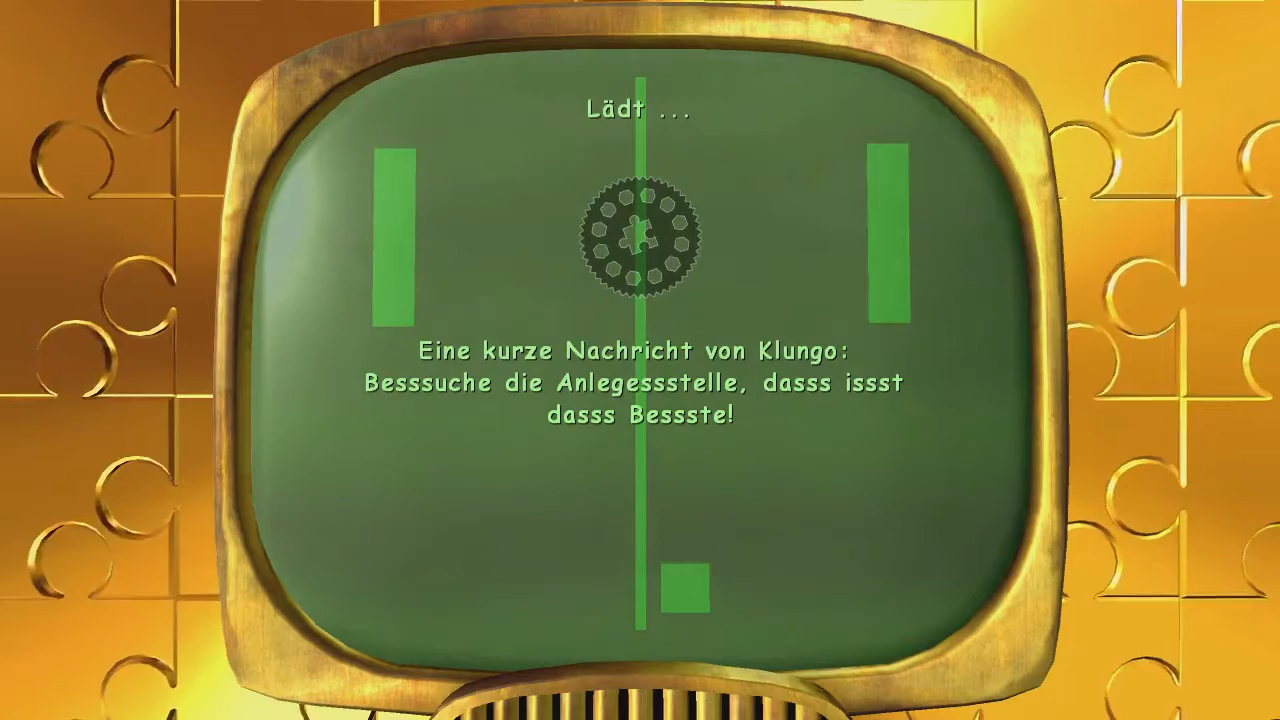 Lädt ...
Eine kurze Nachricht von Klungo:
Besssuche die Anlegessstelle, dasss issst
dasss Bessste!